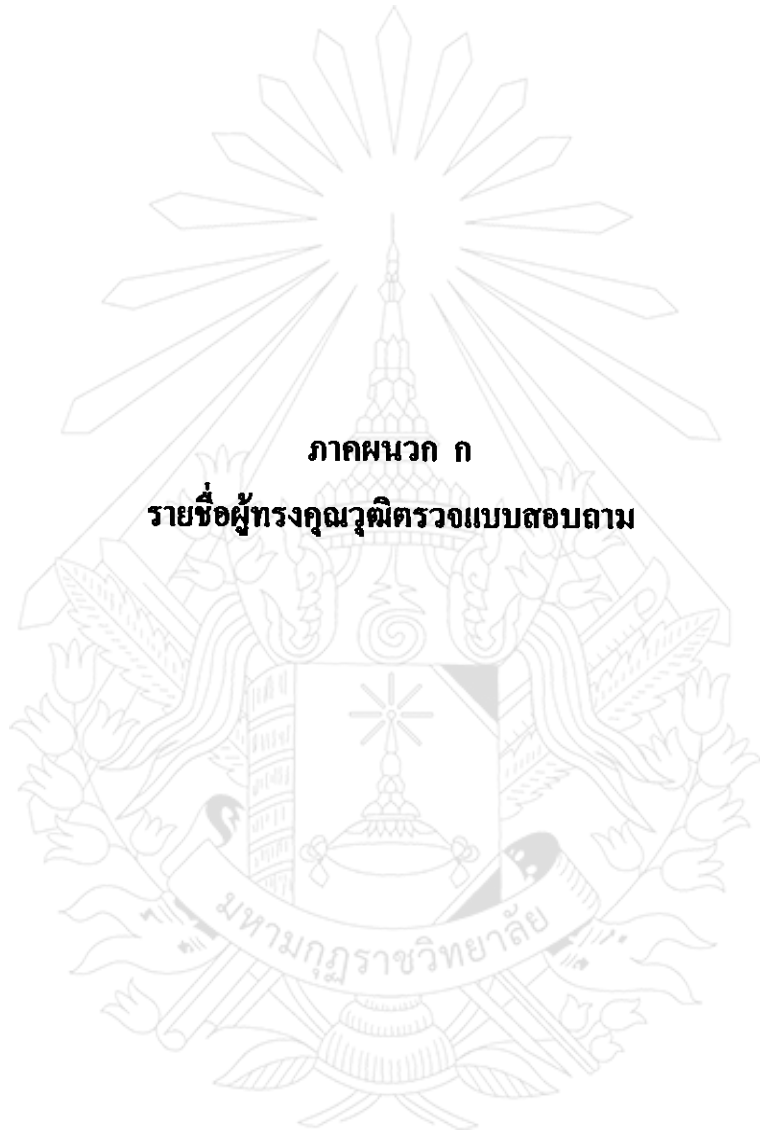 ภาคผนวก ก
รายชื่อผู้ทรงคุณวุฒิตรวจแบบสอบถาม
มหามกุฏราชวิทยาลัย